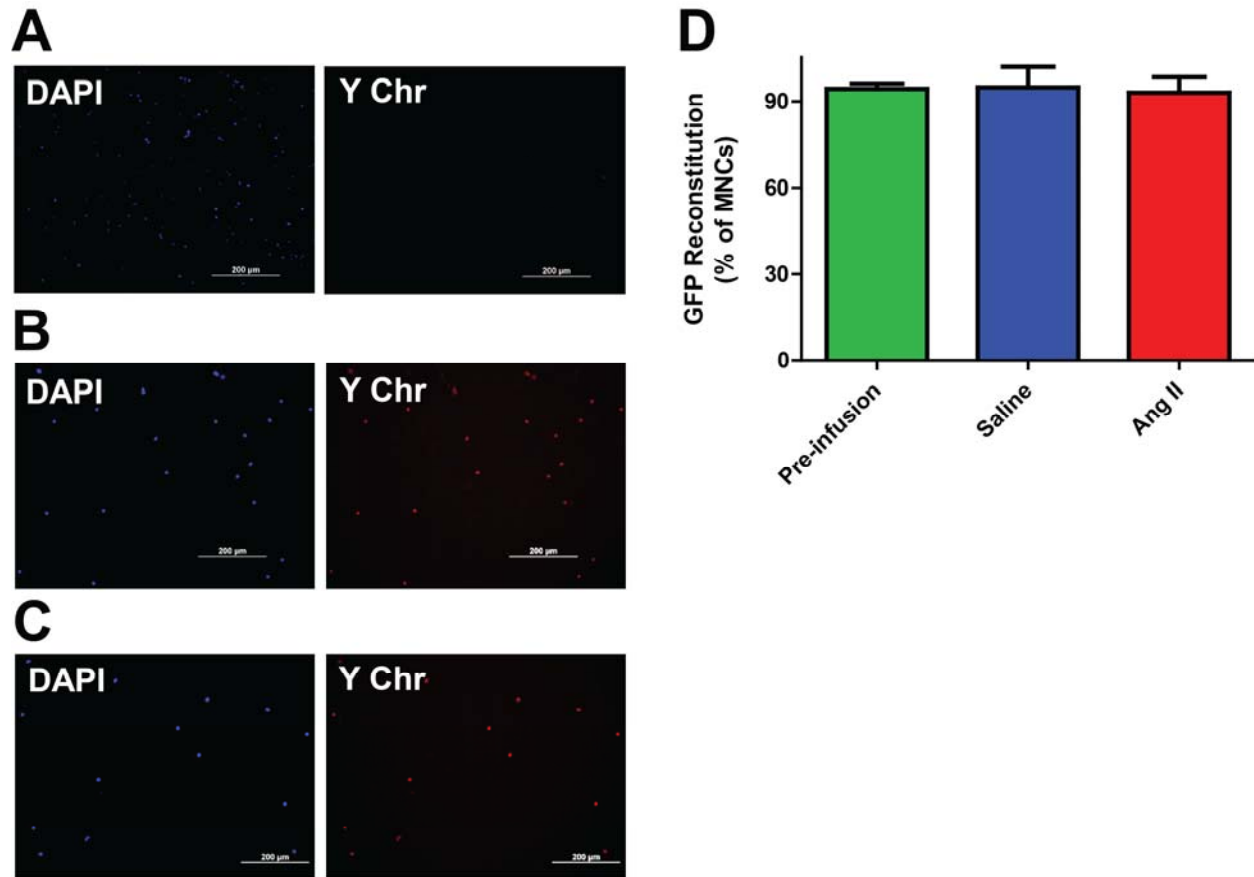 A
DAPI
Y Chr
200 µm
200 µm
B
DAPI
Y Chr
200 µm
200 µm
C
DAPI
Y Chr
200 µm
200 µm
D
GFP Reconstitution
(% of MNCs)
90
60
30
0
Pre-infusion
Saline
Ang II